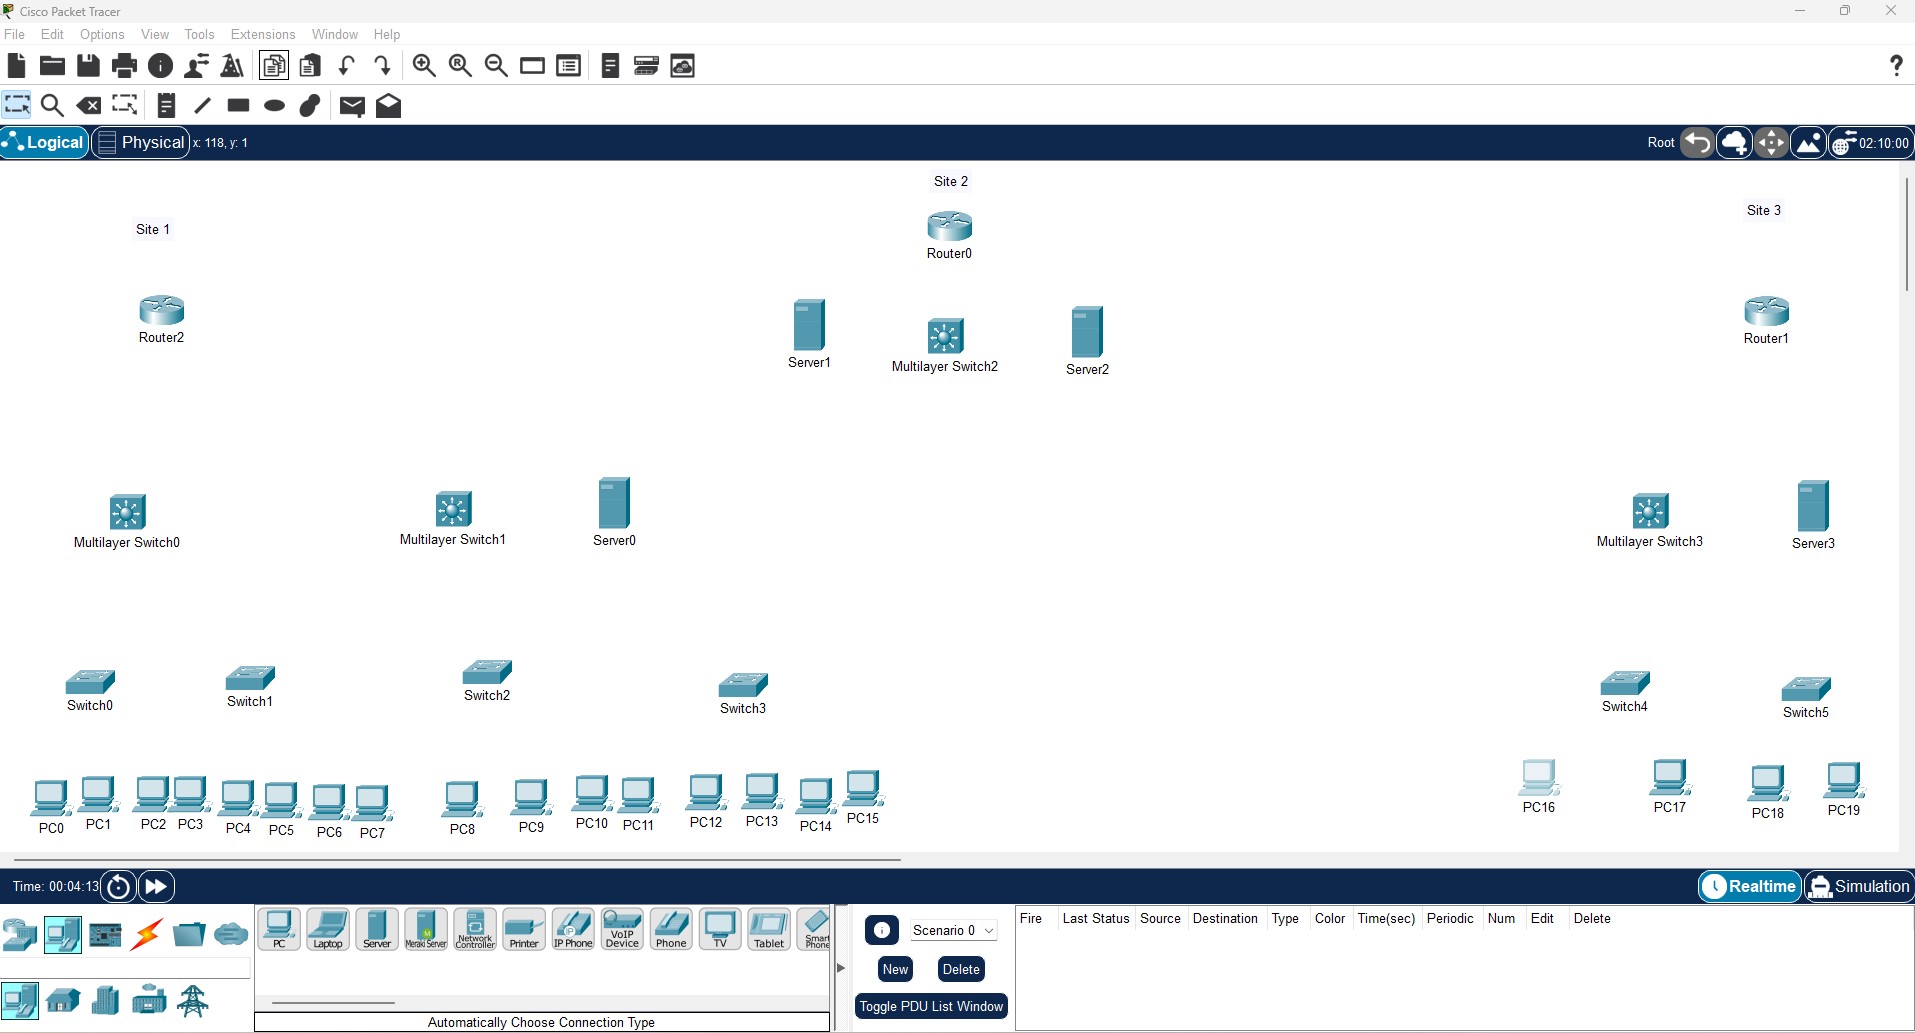 Cisco Packet Tracer
File Edit Options View Tools Extensions Window Help
?
Logical Physical x: 118, y: 1 Root 02:10:00
Site 2
Site 3
Site 1
Router0
Router2
Router1
Server1
Multilayer Switch2
Server2
Multilayer Switch0
Multilayer Switch1
Server0
Multilayer Switch3
Server3
Switch0
Switch1
Switch2
Switch3
Switch4
Switch5
PC0 PC1 PC2 PC3 PC4 PC5 PC6 PC7 PC8 PC9 PC10 PC11 PC12 PC13 PC14 PC15 PC16 PC17 PC18 PC19
Time: 00:04:13 Realtime Simulation
PC
Laptop
Server
Meraki Server
Network Controller
Printer
IP Phone
VoIP Device
Phone
TV
Tablet
Smart Phone
Automatically Choose Connection Type
Scenario 0
New Delete
Toggle PDU List Window
Fire Last Status Source Destination Type Color Time(sec) Periodic Num Edit Delete